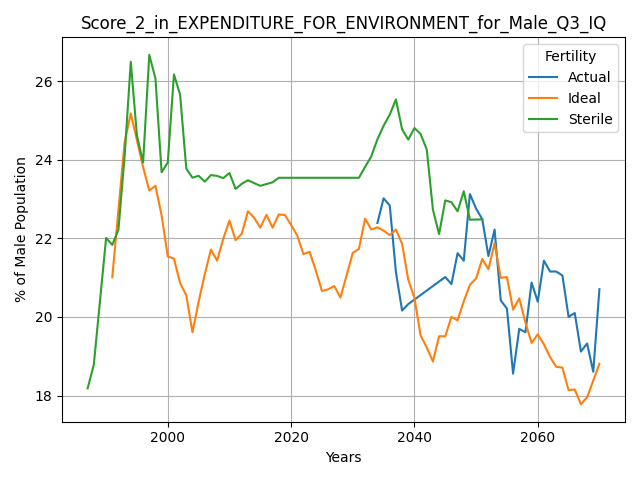 Score_2_in_EXPENDITURE_FOR_ENVIRONMENT_for_Male_Q3_IQ
Fertility
Actual
Ideal
Sterile
% of Male Population
26
24
22
20
18
2000
2020
2040
2060
Years